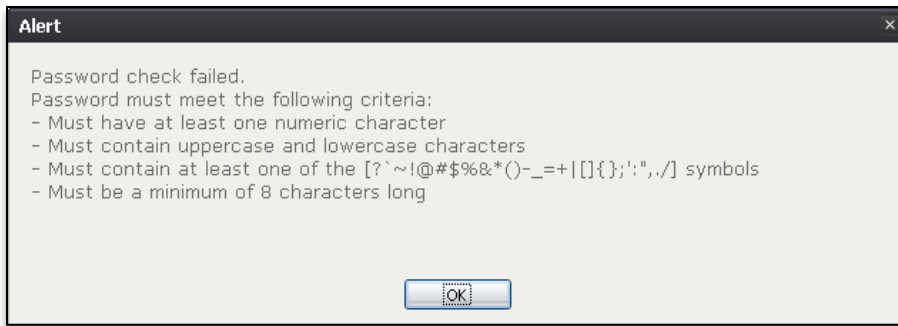 Alert
Password check failed.
Password must meet the following criteria:
- Must have at least one numeric character
- Must contain uppercase and lowercase characters
- Must contain at least one of the [?`~!@#$%&*()-_=+|[]{};':",./] symbols
- Must be a minimum of 8 characters long
OK